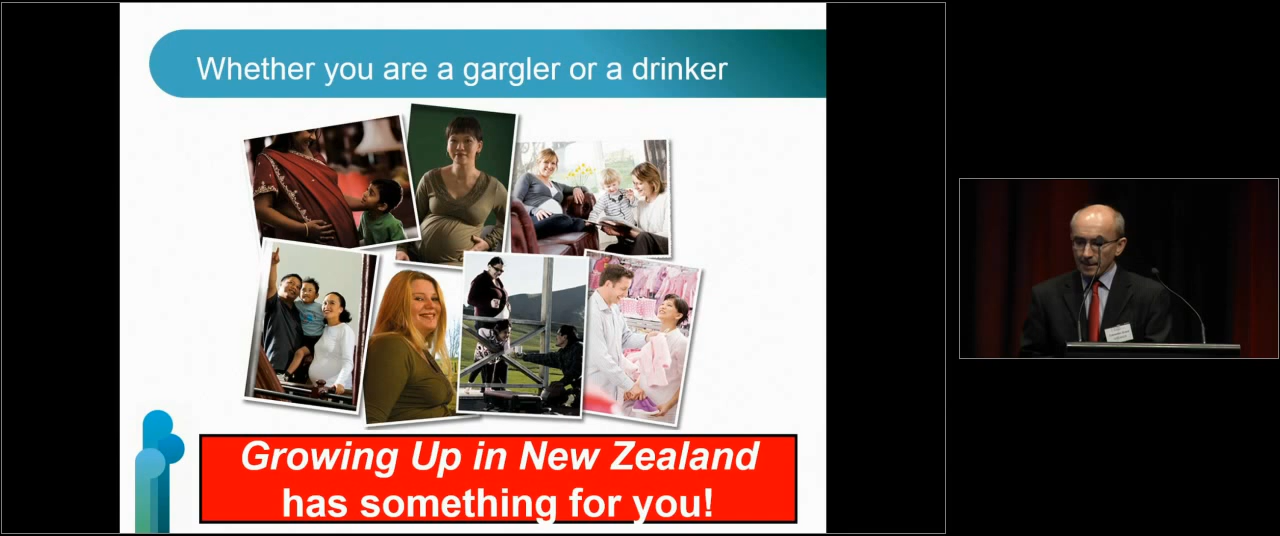 Whether you are a gargler or a drinker
Growing Up in New Zealand
has something for you!